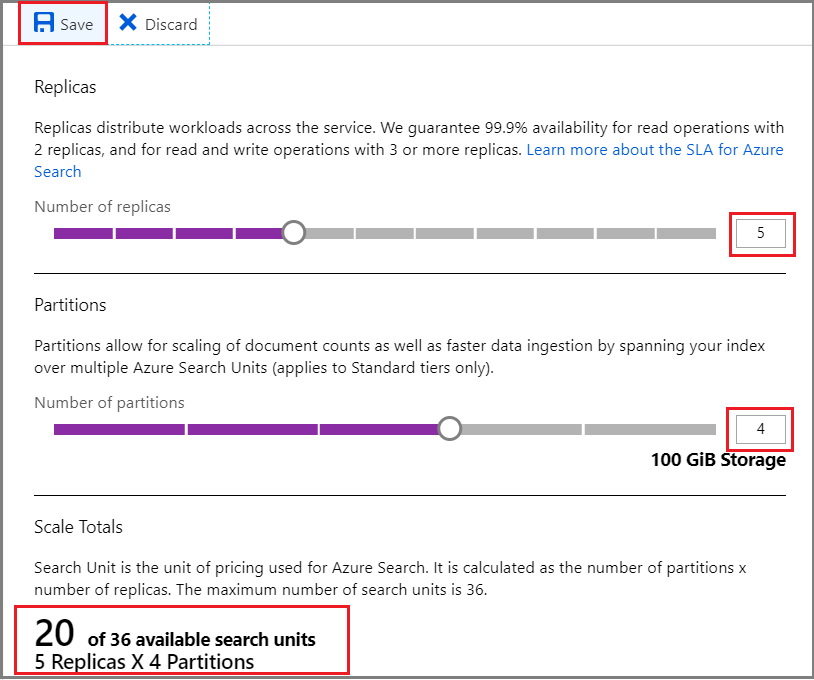 Save
Discard
Replicas
Replicas distribute workloads across the service. We guarantee 99.9% availability for read operations with
2 replicas, and for read and write operations with 3 or more replicas. Learn more about the SLA for Azure
Search
Number of replicas
5
Partitions
Partitions allow for scaling of document counts as well as faster data ingestion by spanning your index
over multiple Azure Search Units (applies to Standard tiers only).
Number of partitions
4
100 GiB Storage
Scale Totals
Search Unit is the unit of pricing used for Azure Search. It is calculated as the number of partitions x
number of replicas. The maximum number of search units is 36.
20 of 36 available search units
5 Replicas X 4 Partitions